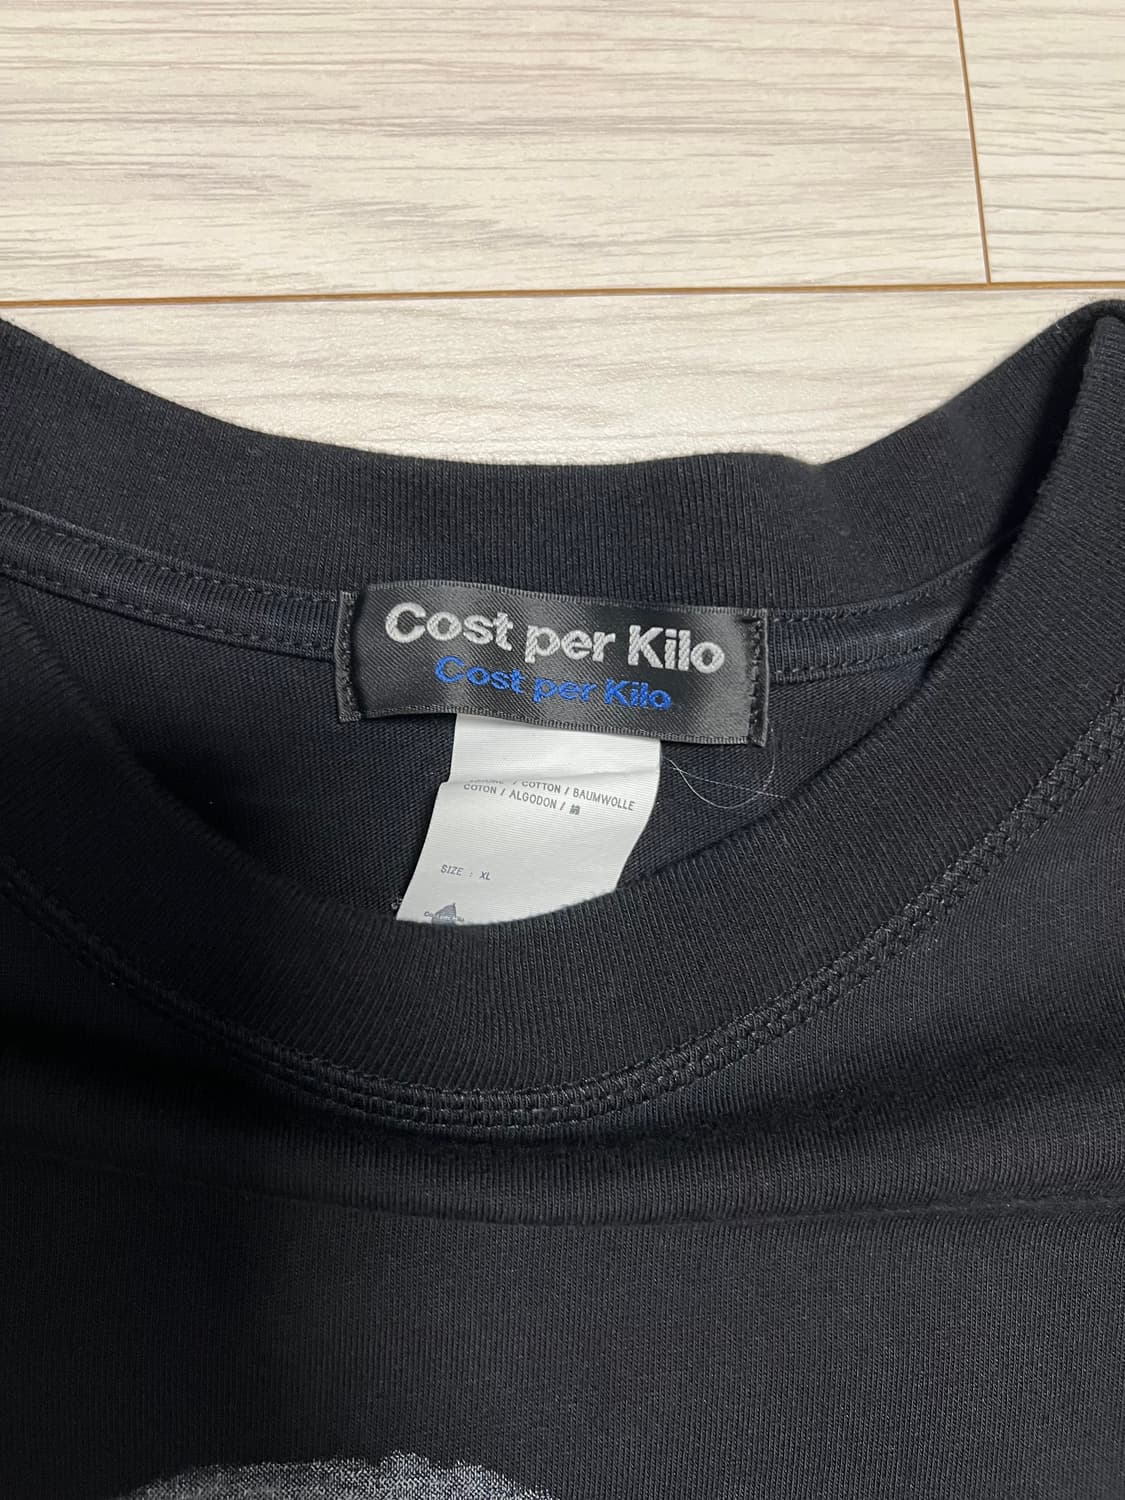 Cost per Kilo
Cost per Kilo
/ COTTON / BAUMWOLLE
COTON / ALGODON / 綿
SIZE : XL